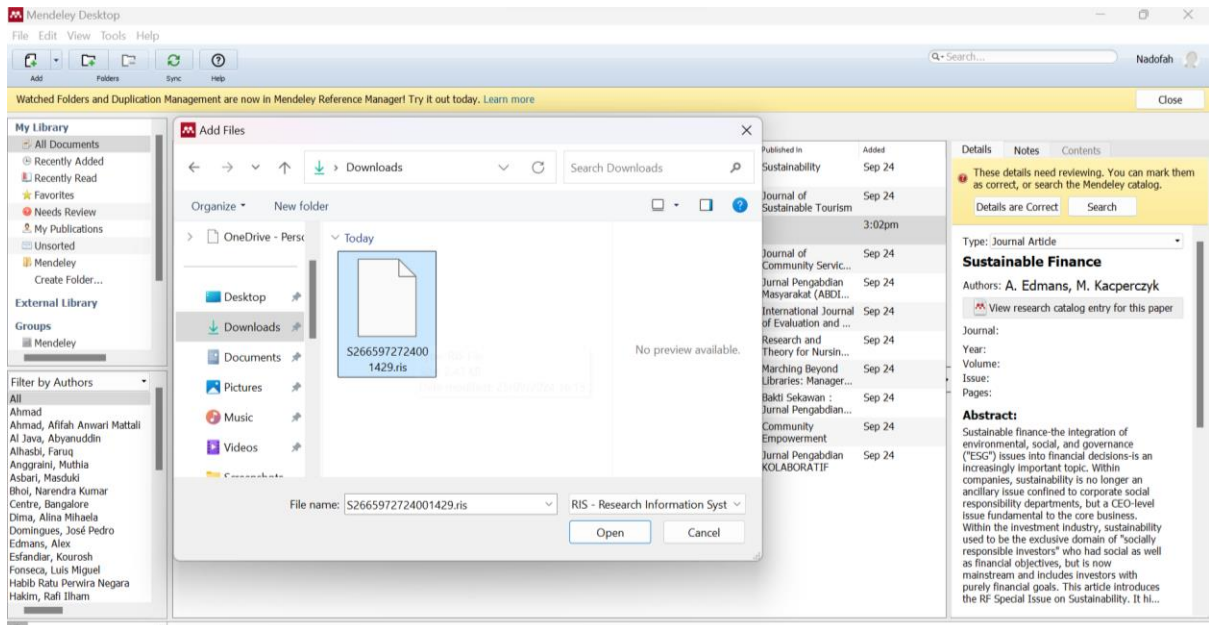 Mendeley Desktop
File Edit View Tools Help
Add Folders Sync Help
Search...
Nadofah
Watched Folders and Duplication Management are now in Mendeley Reference Manager! Try it out today. Learn more
Close
My Library
All Documents
Recently Added
Recently Read
Favorites
Needs Review
My Publications
Unsorted
Mendeley
Create Folder...
External Library
Groups
Mendeley
Filter by Authors
All
Ahmad
Ahmad, Afifah Anwari Mattali
Al Java, Abyanuddin
Alhasbi, Faruq
Anggraini, Muthia
Asbari, Masduki
Bhoi, Narendra Kumar
Centre, Bangalore
Dima, Alina Mihaela
Domingues, José Pedro
Edmans, Alex
Esfandiar, Kourosh
Fonseca, Luis Miguel
Habib Ratu Perwira Negara
Hakim, Rafi Ilham
Add Files
Downloads
Search Downloads
Organize
New folder
OneDrive - Perso
Desktop
Downloads
Documents
Pictures
Music
Videos
Today
S266597272400
1429.ris
No preview available.
File name: S2665972724001429.ris
RIS - Research Information Syst
Open
Cancel
Published In Added
Sustainability Sep 24
Journal of Sep 24
Sustainable Tourism
3:02pm
Journal of Sep 24
Community Servic...
Jurnal Pengabdian Sep 24
Masyarakat (ABDI...
International Journal Sep 24
of Evaluation and ...
Research and Sep 24
Theory for Nursin...
Marching Beyond Sep 24
Libraries: Manager...
Bakti Sekawan : Sep 24
Jurnal Pengabdian...
Community Sep 24
Empowerment
Jurnal Pengabdian Sep 24
KOLABORATIF
Details Notes Contents
These details need reviewing. You can mark them
as correct, or search the Mendeley catalog.
Details are Correct
Search
Type: Journal Article
Sustainable Finance
Authors: A. Edmans, M. Kacperczyk
View research catalog entry for this paper
Journal:
Year:
Volume:
Issue:
Pages:
Abstract:
Sustainable finance-the integration of
environmental, social, and governance
("ESG") issues into financial decisions-is an
increasingly important topic. Within
companies, sustainability is no longer an
ancillary issue confined to corporate social
responsibility departments, but a CEO-level
issue fundamental to the core business.
Within the investment industry, sustainability
used to be the exclusive domain of "socially
responsible investors" who had social as well
as financial objectives, but is now
mainstream and includes investors with
purely financial goals. This article introduces
the RF Special Issue on Sustainability. It hi...